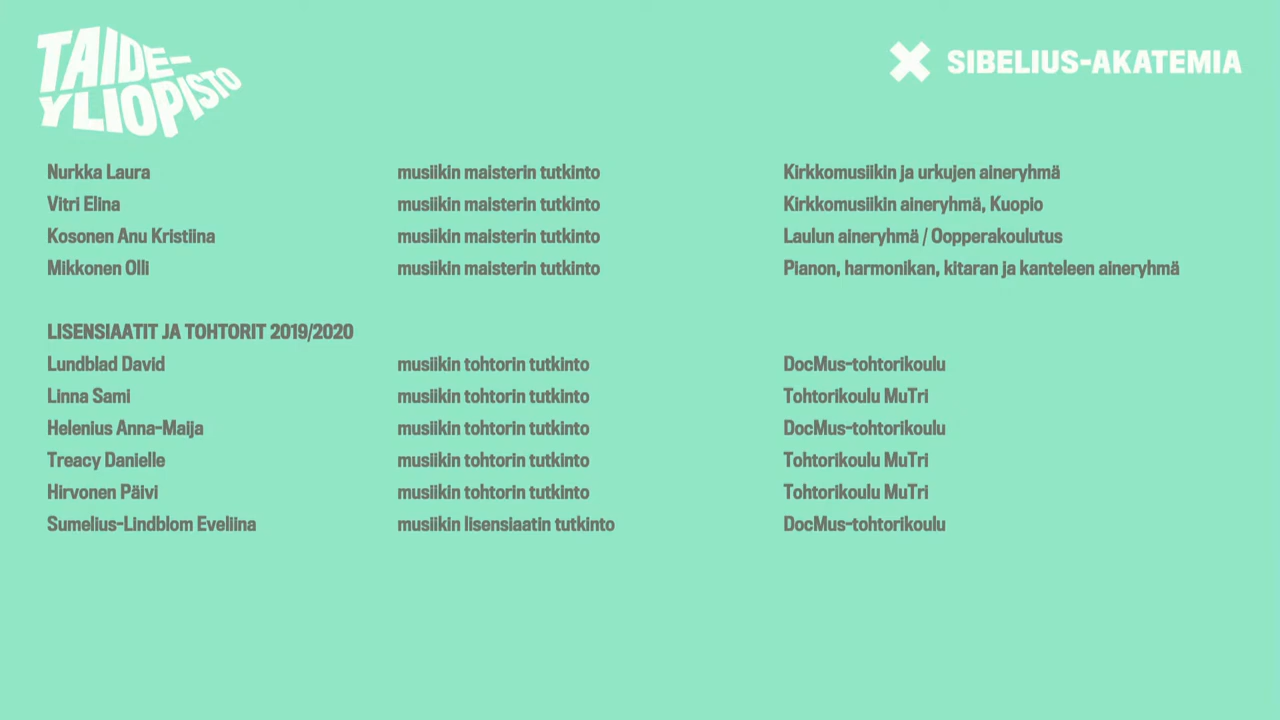 TAIDE-
YLIOPISTO
SIBELIUS-AKATEMIA
Nurkka Laura musiikin maisterin tutkinto Kirkkomusiikin ja urkujen aineryhmä
Vitri Elina musiikin maisterin tutkinto Kirkkomusiikin aineryhmä, Kuopio
Kosonen Anu Kristiina musiikin maisterin tutkinto Laulun aineryhmä / Oopperakoulutus
Mikkonen Olli musiikin maisterin tutkinto Pianon, harmonikan, kitaran ja kanteleen aineryhmä
LISENSIAATIT JA TOHTORIT 2019/2020
Lundblad David musiikin tohtorin tutkinto DocMus-tohtorikoulu
Linna Sami musiikin tohtorin tutkinto Tohtorikoulu MuTri
Helenius Anna-Maija musiikin tohtorin tutkinto DocMus-tohtorikoulu
Treacy Danielle musiikin tohtorin tutkinto Tohtorikoulu MuTri
Hirvonen Päivi musiikin tohtorin tutkinto Tohtorikoulu MuTri
Sumelius-Lindblom Eveliina musiikin lisensiaatin tutkinto DocMus-tohtorikoulu